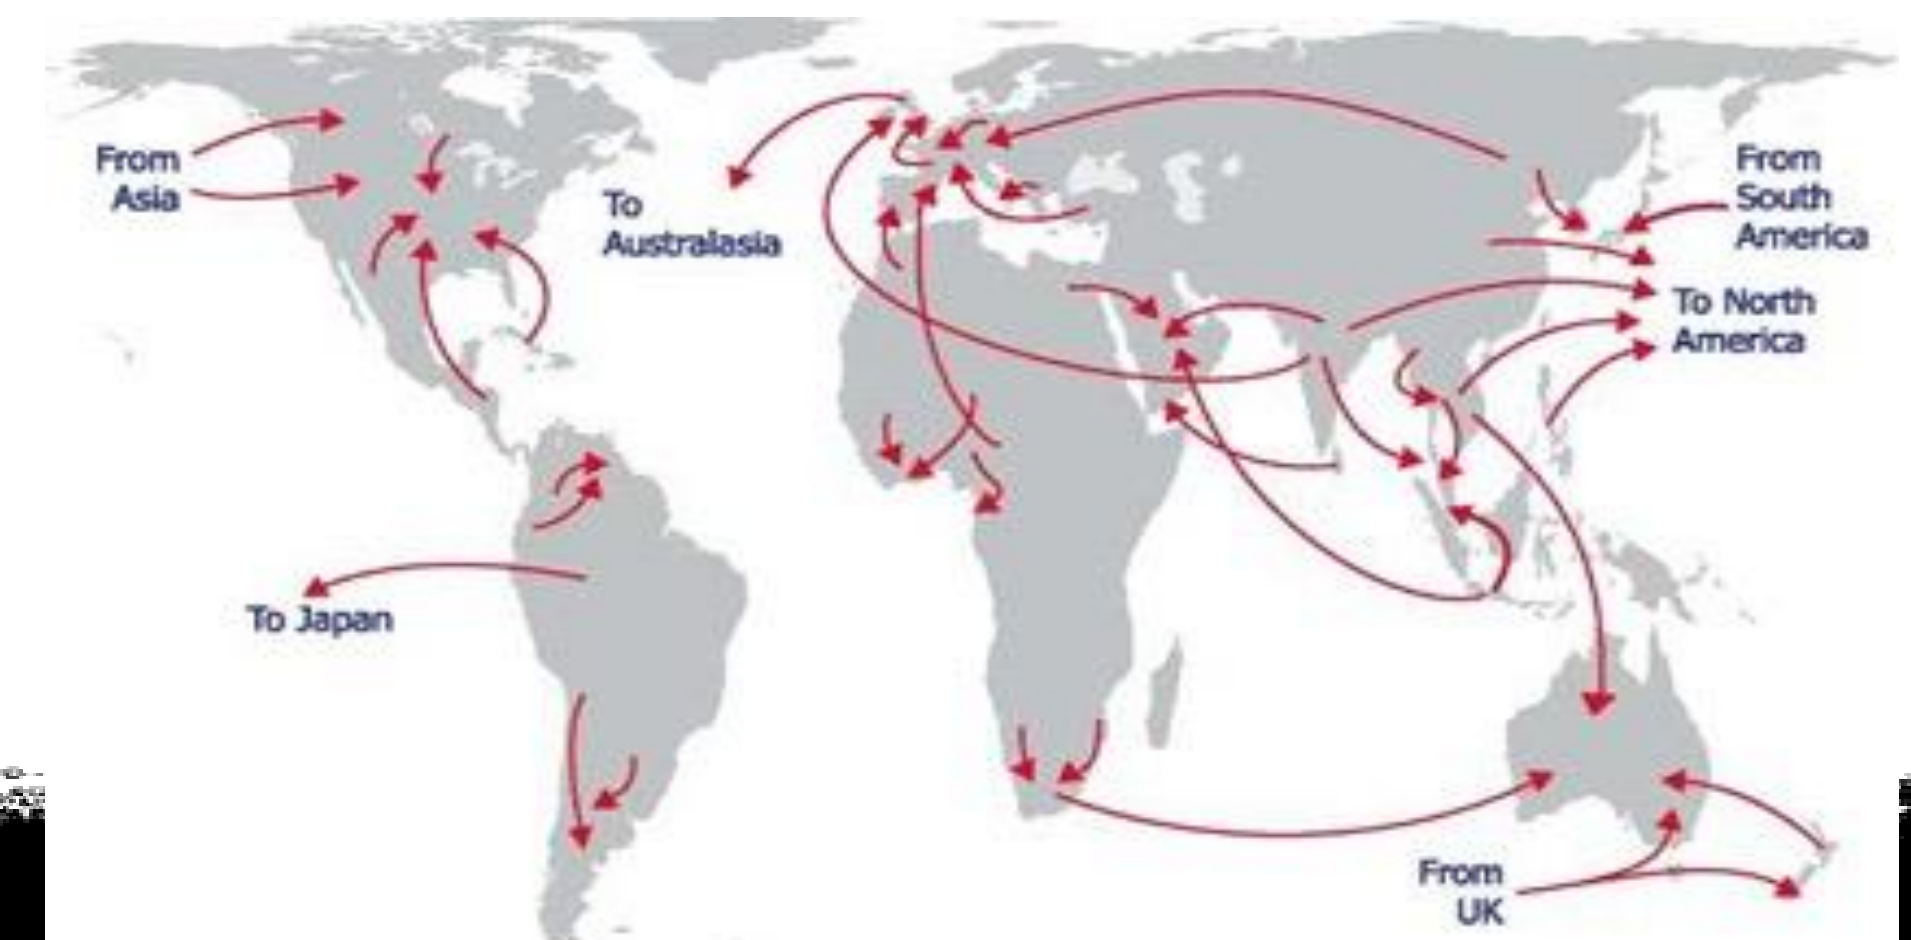 From
Asia
To
Australasia
From
South
America
To North
America
To Japan
From
UK